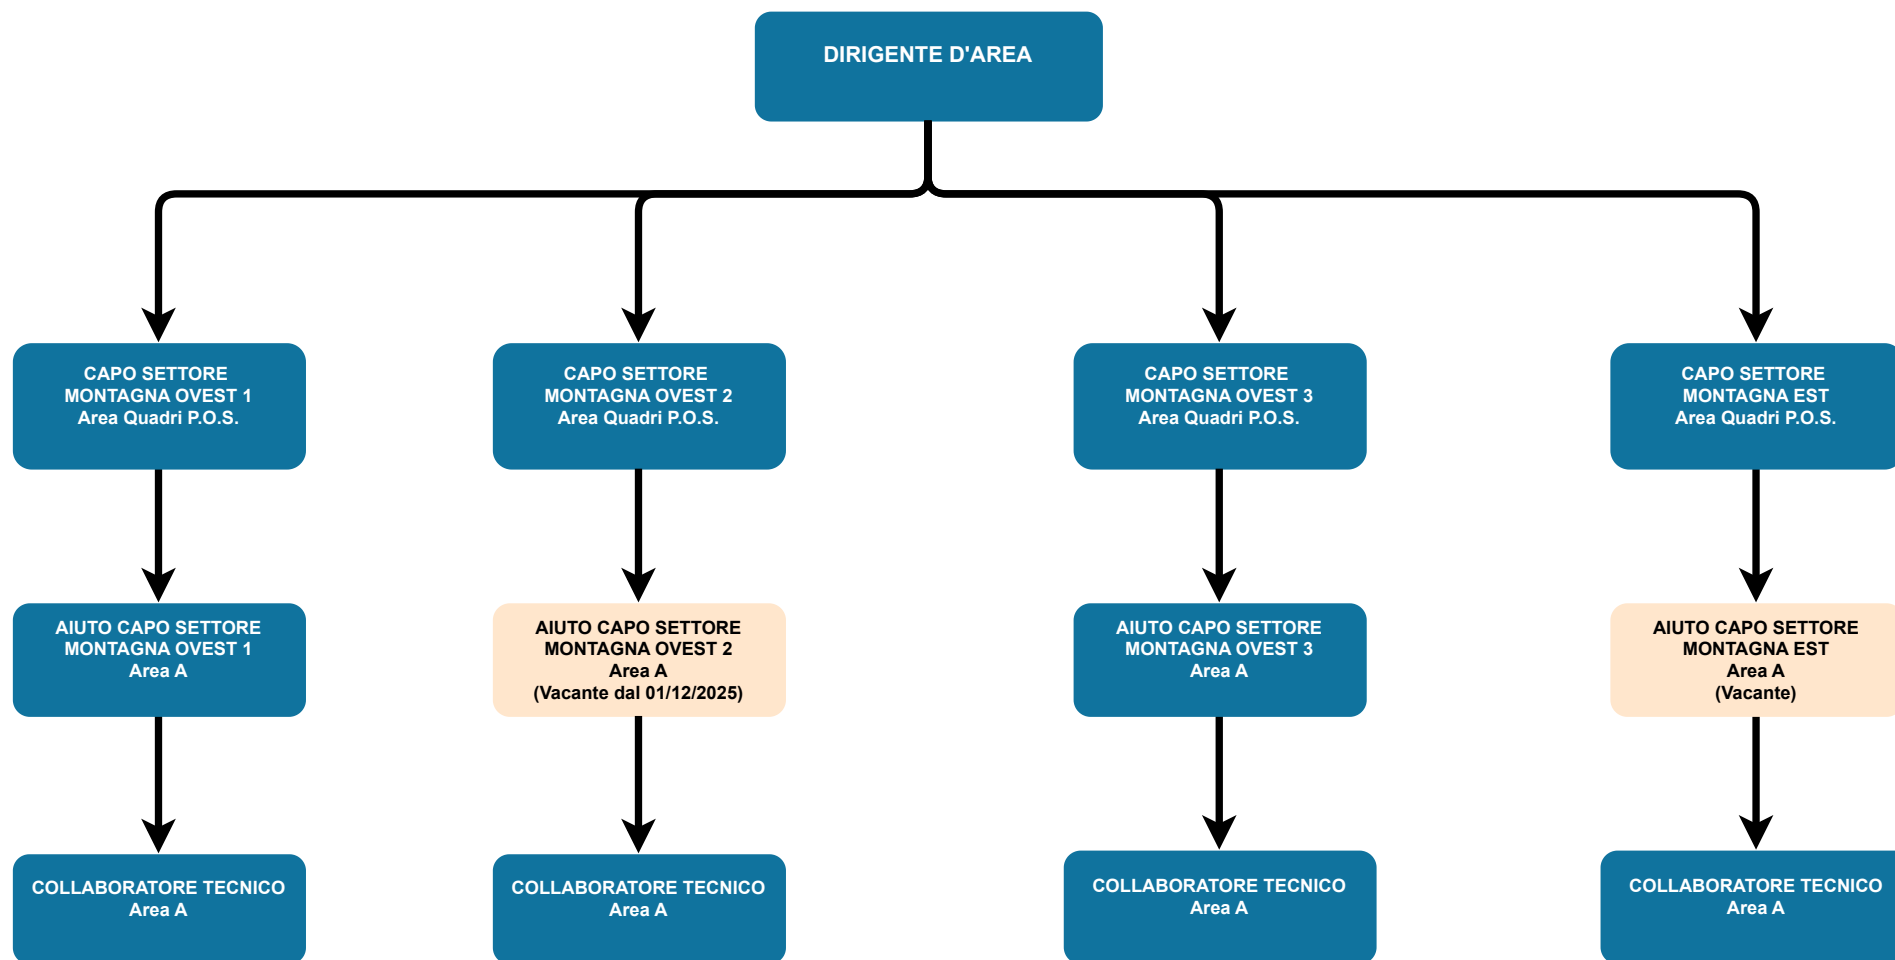 DIRIGENTE D'AREA
CAPO SETTORE
MONTAGNA OVEST 1
Area Quadri P.O.S.
CAPO SETTORE
MONTAGNA OVEST 2
Area Quadri P.O.S.
CAPO SETTORE
MONTAGNA OVEST 3
Area Quadri P.O.S.
CAPO SETTORE
MONTAGNA EST
Area Quadri P.O.S.
AIUTO CAPO SETTORE
MONTAGNA OVEST 1
Area A
AIUTO CAPO SETTORE
MONTAGNA OVEST 2
Area A
(Vacante dal 01/12/2025)
AIUTO CAPO SETTORE
MONTAGNA OVEST 3
Area A
AIUTO CAPO SETTORE
MONTAGNA EST
Area A
(Vacante)
COLLABORATORE TECNICO
Area A
COLLABORATORE TECNICO
Area A
COLLABORATORE TECNICO
Area A
COLLABORATORE TECNICO
Area A